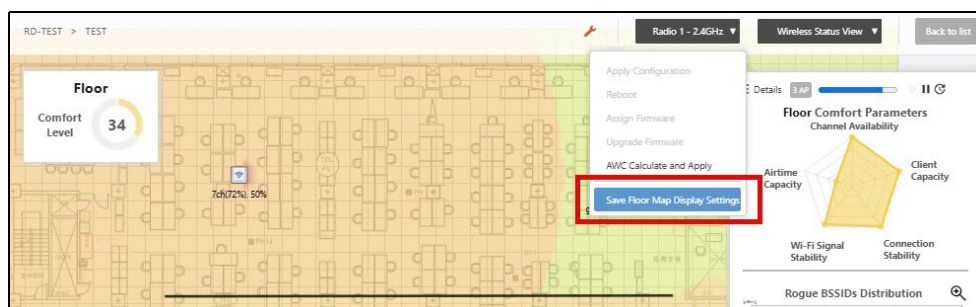 RD-TEST > TEST
Radio 1 - 2.4GHz ▼
Wireless Status View ▼
Back to list
Floor
Comfort
Level
34
7ch(72%), 50%
Apply Configuration
Reboot
Assign Firmware
Upgrade Firmware
AWC Calculate and Apply
Save Floor Map Display Settings
Details
3 AP
Floor Comfort Parameters
Channel Availability
Airtime
Capacity
Client
Capacity
Wi-Fi Signal
Stability
Connection
Stability
Rogue BSSIDs Distribution